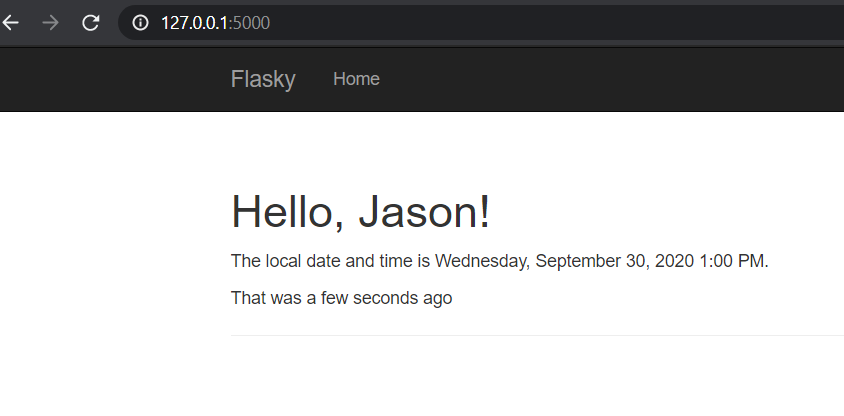 127.0.0.1:5000
Flasky Home
Hello, Jason!
The local date and time is Wednesday, September 30, 2020 1:00 PM.
That was a few seconds ago